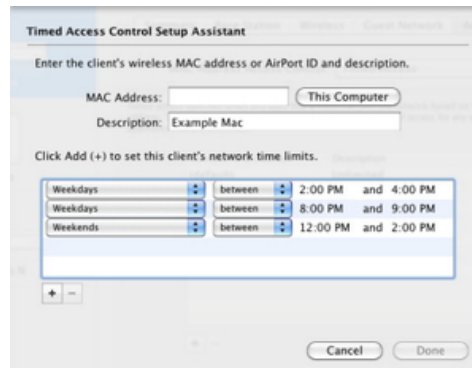 Timed Access Control Setup Assistant
Enter the client's wireless MAC address or AirPort ID and description.
MAC Address: This Computer
Description: Example Mac
Click Add (+) to set this client's network time limits.
Weekdays between 2:00 PM and 4:00 PM
Weekdays between 8:00 PM and 9:00 PM
Weekends between 12:00 PM and 2:00 PM
+ −
Cancel Done